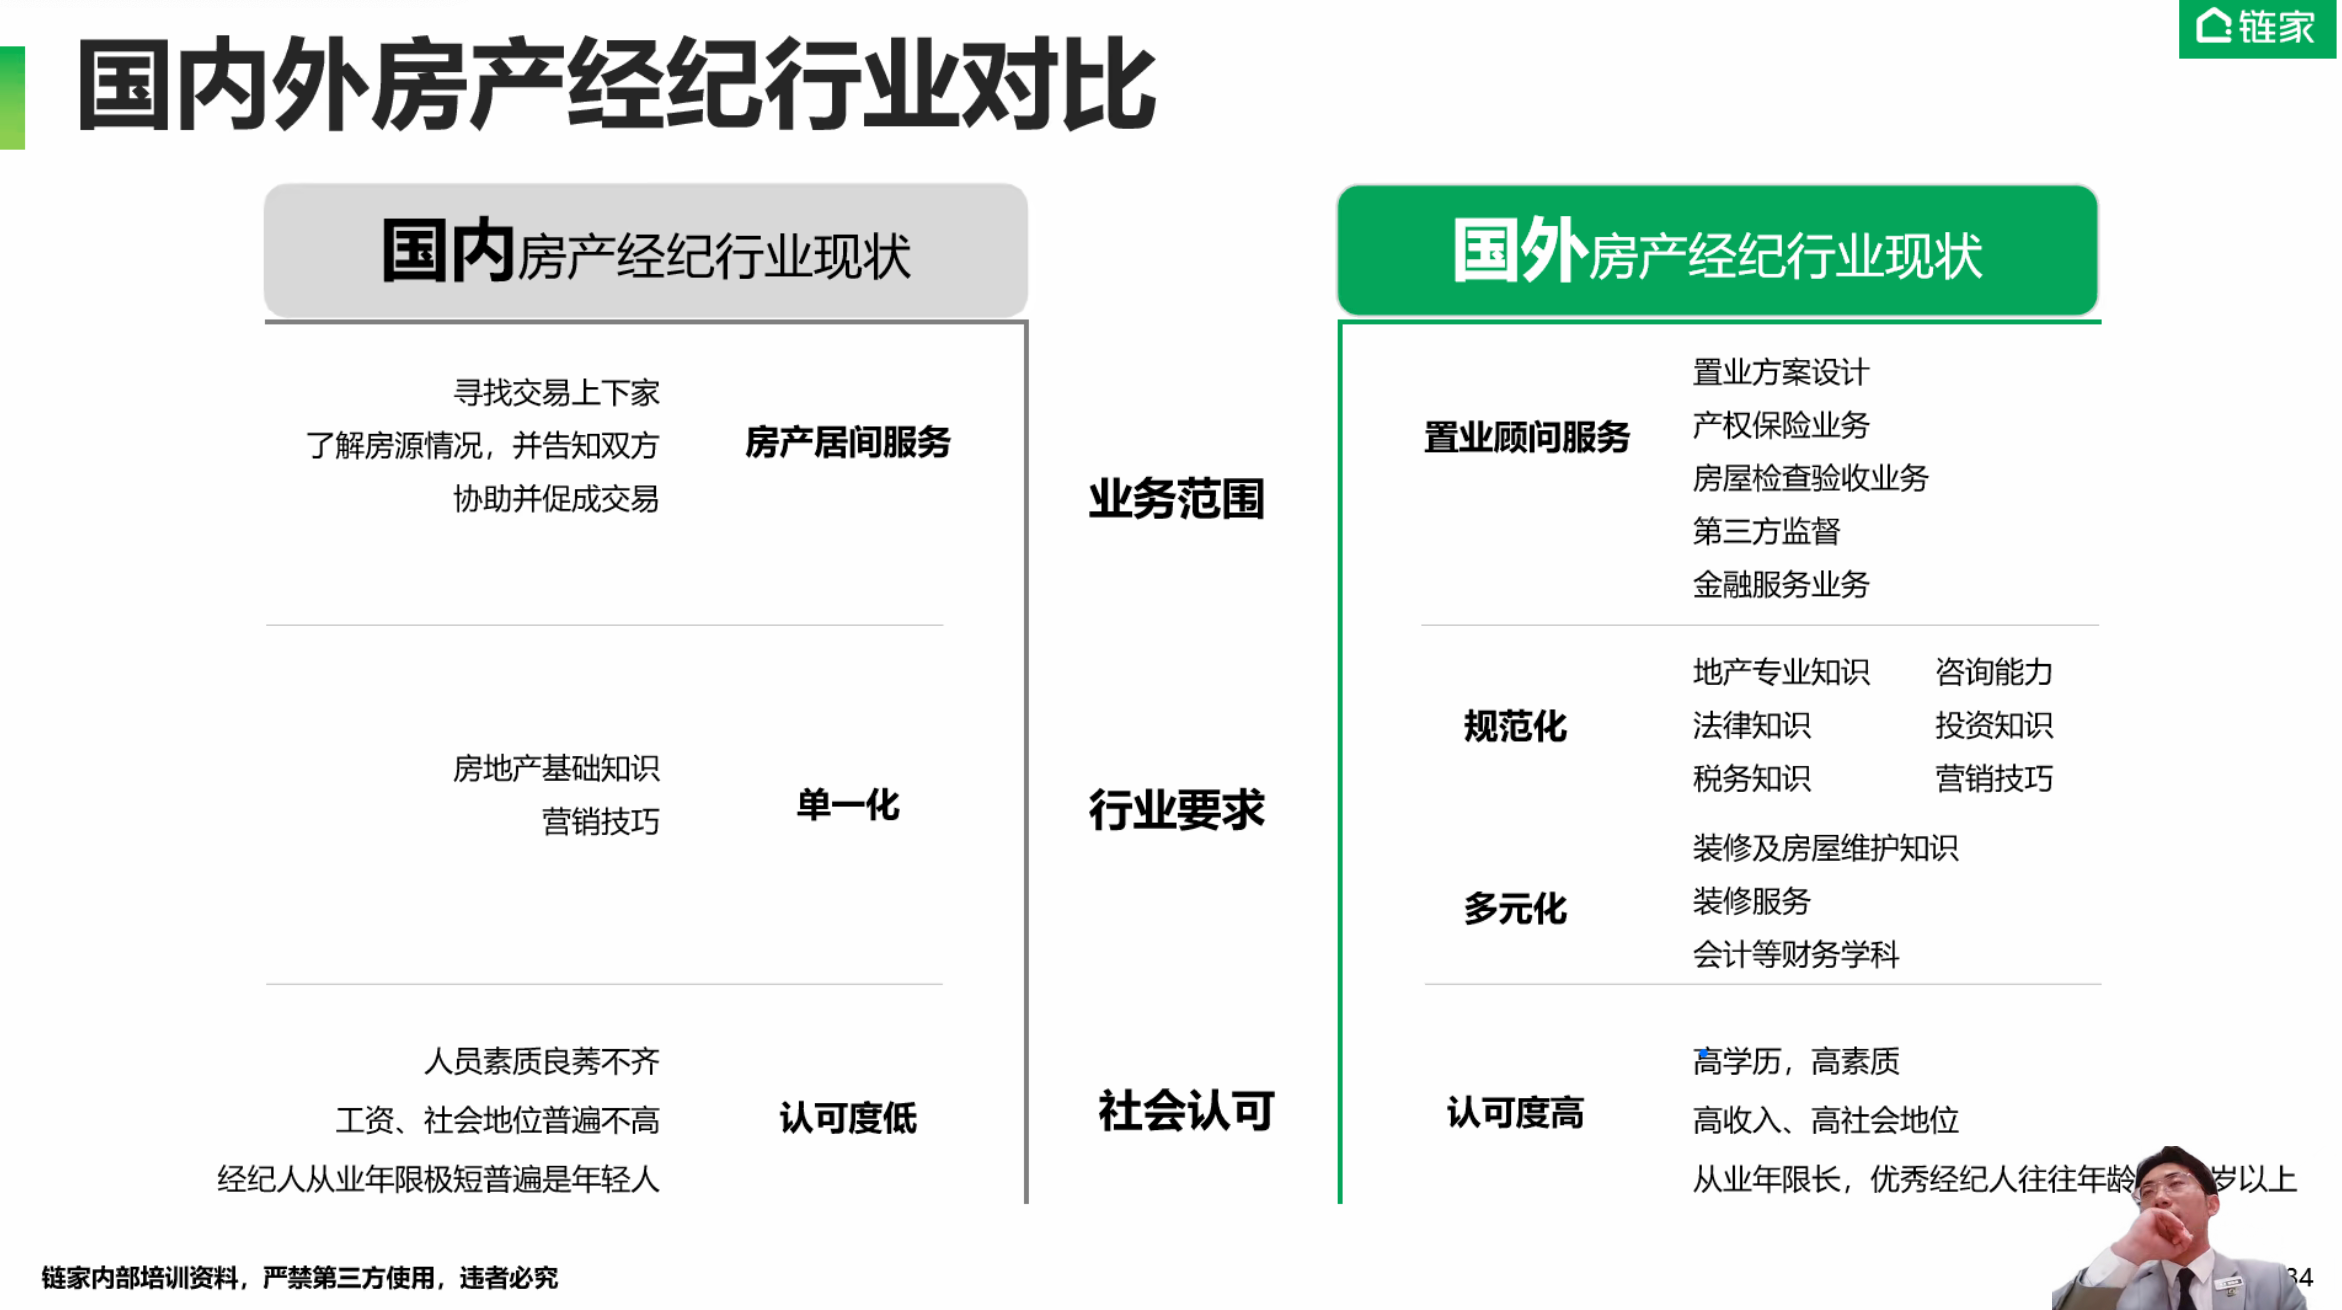 链家
国内外房产经纪行业对比
国内房产经纪行业现状
国外房产经纪行业现状
寻找交易上下家
了解房源情况，并告知双方
协助并促成交易
房产居间服务
业务范围
置业顾问服务
置业方案设计
产权保险业务
房屋检查验收业务
第三方监督
金融服务业务
房地产基础知识
营销技巧
单一化
行业要求
规范化
地产专业知识 咨询能力
法律知识 投资知识
税务知识 营销技巧
多元化
装修及房屋维护知识
装修服务
会计等财务学科
人员素质良莠不齐
工资、社会地位普遍不高
经纪人从业年限极短普遍是年轻人
认可度低
社会认可
认可度高
高学历，高素质
高收入、高社会地位
从业年限长，优秀经纪人往往年龄 岁以上
链家内部培训资料，严禁第三方使用，违者必究
34